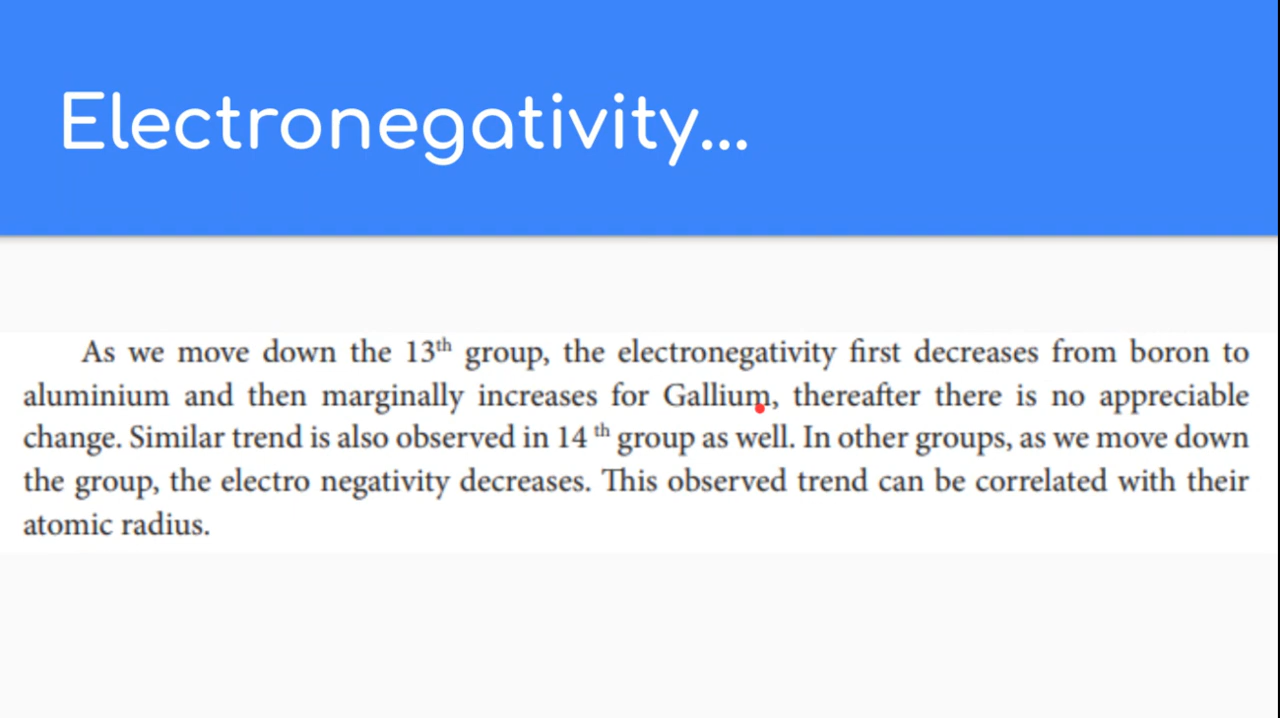 Electronegativity...
As we move down the 13th group, the electronegativity first decreases from boron to
aluminium and then marginally increases for Gallium, thereafter there is no appreciable
change. Similar trend is also observed in 14 th group as well. In other groups, as we move down
the group, the electro negativity decreases. This observed trend can be correlated with their
atomic radius.